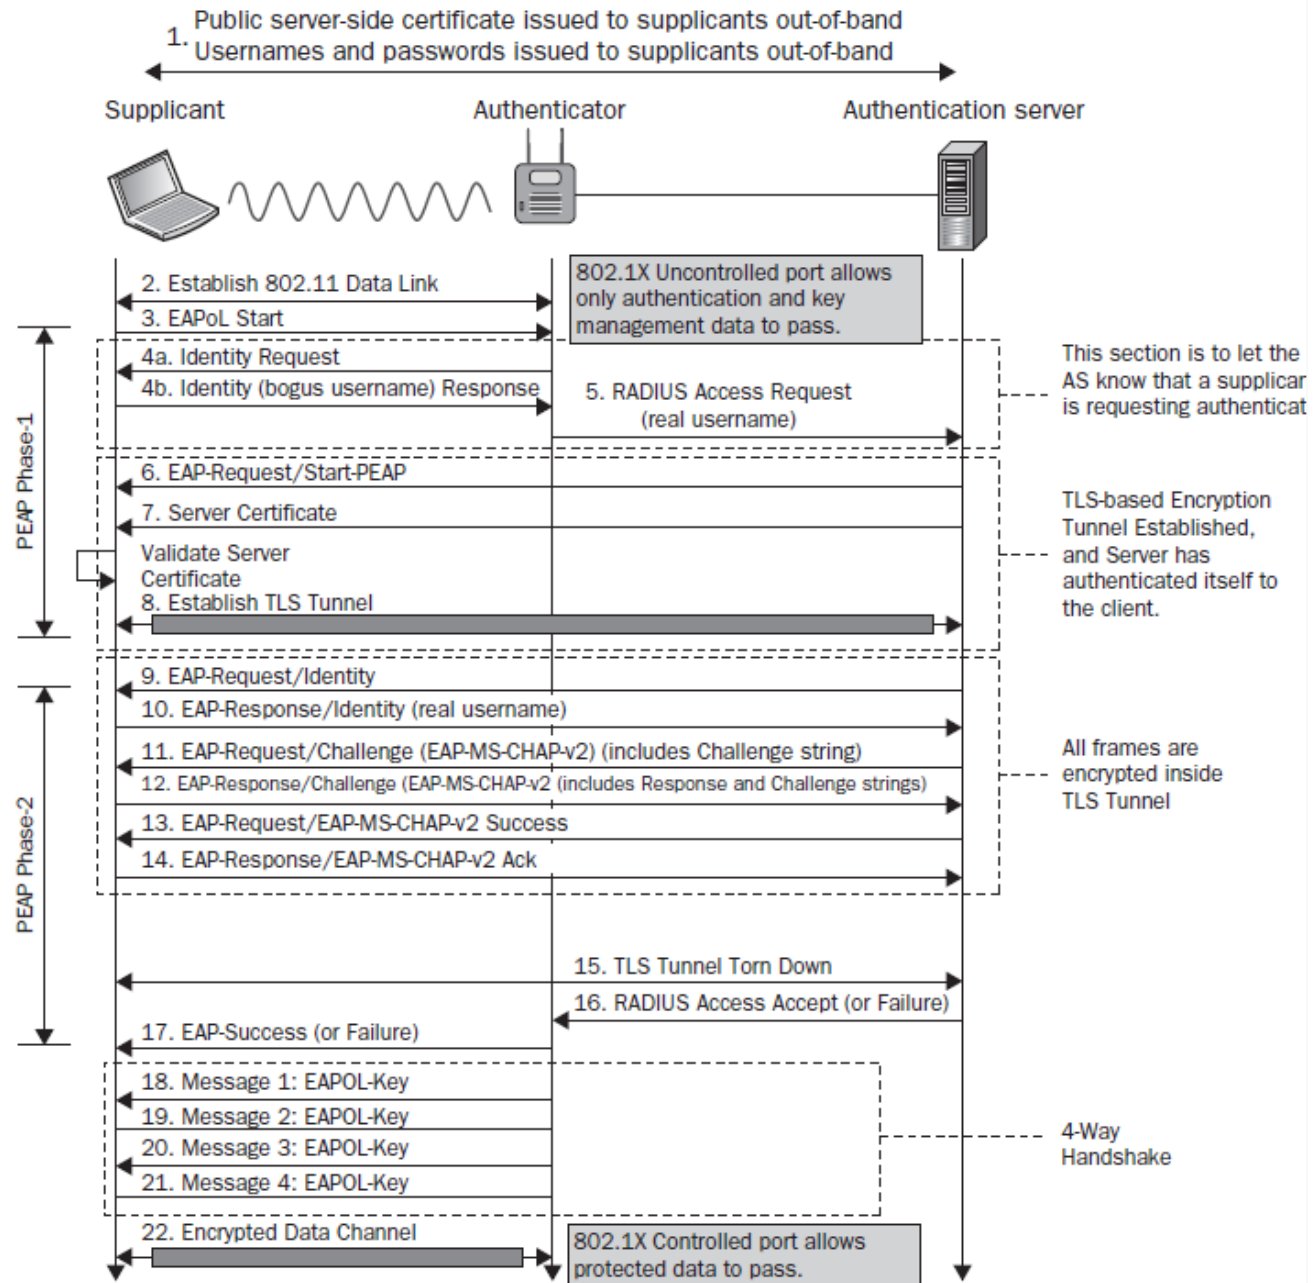 1. Public server-side certificate issued to supplicants out-of-band
Usernames and passwords issued to supplicants out-of-band
Supplicant
Authenticator
Authentication server
802.1X Uncontrolled port allows
only authentication and key
management data to pass.
2. Establish 802.11 Data Link
3. EAPoL Start
PEAP Phase-1
4a. Identity Request
4b. Identity (bogus username) Response
5. RADIUS Access Request
(real username)
This section is to let the
AS know that a supplicar
is requesting authenticat
6. EAP-Request/Start-PEAP
7. Server Certificate
Validate Server
Certificate
8. Establish TLS Tunnel
TLS-based Encryption
Tunnel Established,
and Server has
authenticated itself to
the client.
PEAP Phase-2
9. EAP-Request/Identity
10. EAP-Response/Identity (real username)
11. EAP-Request/Challenge (EAP-MS-CHAP-v2) (includes Challenge string)
12. EAP-Response/Challenge (EAP-MS-CHAP-v2 (includes Response and Challenge strings)
13. EAP-Request/EAP-MS-CHAP-v2 Success
14. EAP-Response/EAP-MS-CHAP-v2 Ack
All frames are
encrypted inside
TLS Tunnel
15. TLS Tunnel Torn Down
16. RADIUS Access Accept (or Failure)
17. EAP-Success (or Failure)
18. Message 1: EAPOL-Key
19. Message 2: EAPOL-Key
20. Message 3: EAPOL-Key
21. Message 4: EAPOL-Key
4-Way
Handshake
22. Encrypted Data Channel
802.1X Controlled port allows
protected data to pass.